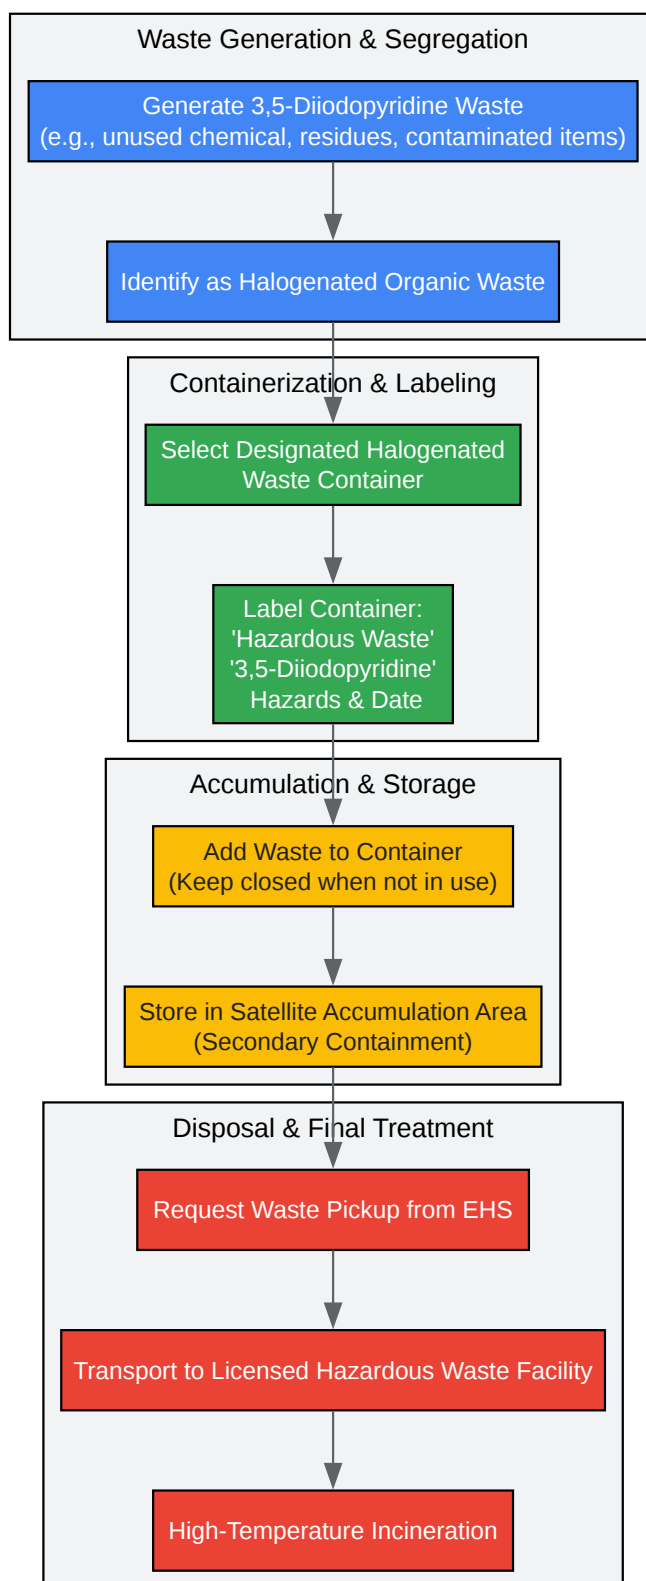 Waste Generation & Segregation
Generate 3,5-Diiodopyridine Waste
(e.g., unused chemical, residues, contaminated items)
Identify as Halogenated Organic Waste
Containerization & Labeling
Select Designated Halogenated
Waste Container
Label Container:
'Hazardous Waste'
'3,5-Diiodopyridine'
Hazards & Date
Accumulation & Storage
Add Waste to Container
(Keep closed when not in use)
Store in Satellite Accumulation Area
(Secondary Containment)
Disposal & Final Treatment
Request Waste Pickup from EHS
Transport to Licensed Hazardous Waste Facility
High-Temperature Incineration